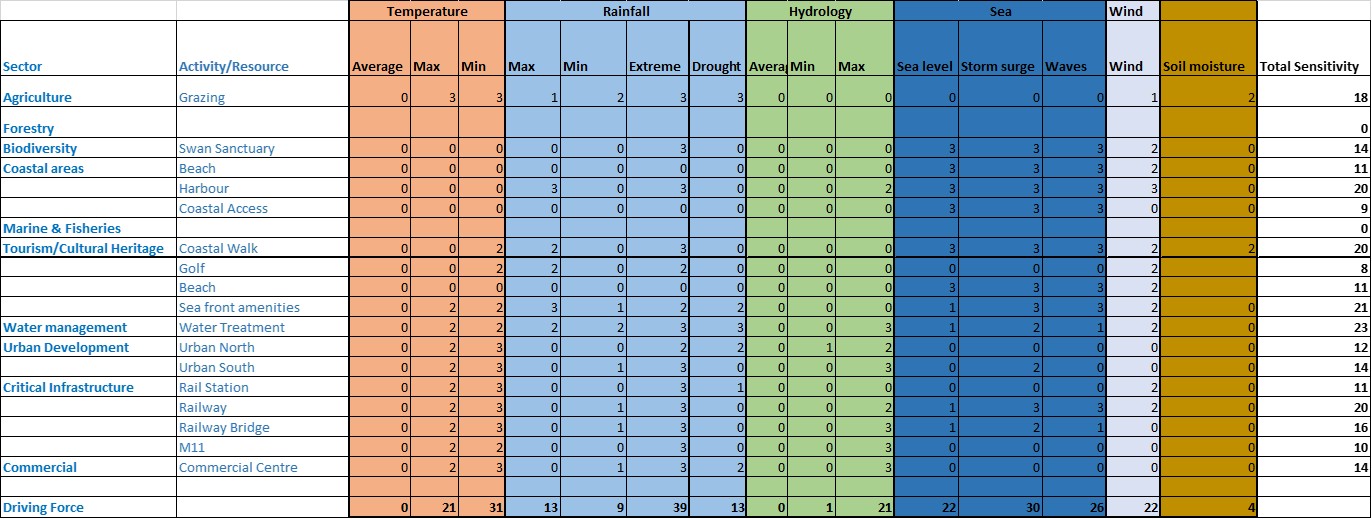 Temperature Rainfall Hydrology Sea Wind
Sector Activity/Resource Average Max Min Max Min Extreme Drought Averag Min Max Sea level Storm surge Waves Wind Soil moisture Total Sensitivity
Agriculture Grazing 0 3 3 1 2 3 3 0 0 0 0 0 0 1 2 18
Forestry 0
Biodiversity Swan Sanctuary 0 0 0 0 0 3 0 0 0 0 3 3 3 2 0 14
Coastal areas Beach 0 0 0 0 0 0 0 0 0 0 3 3 3 2 0 11
Harbour 0 0 0 3 0 3 0 0 0 2 3 3 3 3 0 20
Coastal Access 0 0 0 0 0 0 0 0 0 0 3 3 3 0 0 9
Marine & Fisheries 0
Tourism/Cultural Heritage Coastal Walk 0 0 2 2 0 3 0 0 0 0 3 3 3 2 2 20
Golf 0 0 2 2 0 2 0 0 0 0 0 0 0 2 8
Beach 0 0 0 0 0 0 0 0 0 0 3 3 3 2 11
Sea front amenities 0 2 2 3 1 2 2 0 0 0 1 3 3 2 0 21
Water management Water Treatment 0 2 2 2 2 3 3 0 0 3 1 2 1 2 0 23
Urban Development Urban North 0 2 3 0 0 2 2 0 1 2 0 0 0 0 0 12
Urban South 0 2 3 0 1 3 0 0 0 3 0 2 0 0 0 14
Critical Infrastructure Rail Station 0 2 3 0 0 3 1 0 0 0 0 0 0 2 0 11
Railway 0 2 3 0 1 3 0 0 0 2 1 3 3 2 0 20
Railway Bridge 0 2 3 0 1 3 0 0 0 3 1 2 1 0 0 16
M11 0 2 2 0 0 3 0 0 0 3 0 0 0 0 0 10
Commercial Commercial Centre 0 2 3 0 1 3 2 0 0 3 0 0 0 0 0 14
Driving Force 0 21 31 13 9 39 13 0 1 21 22 30 26 22 4